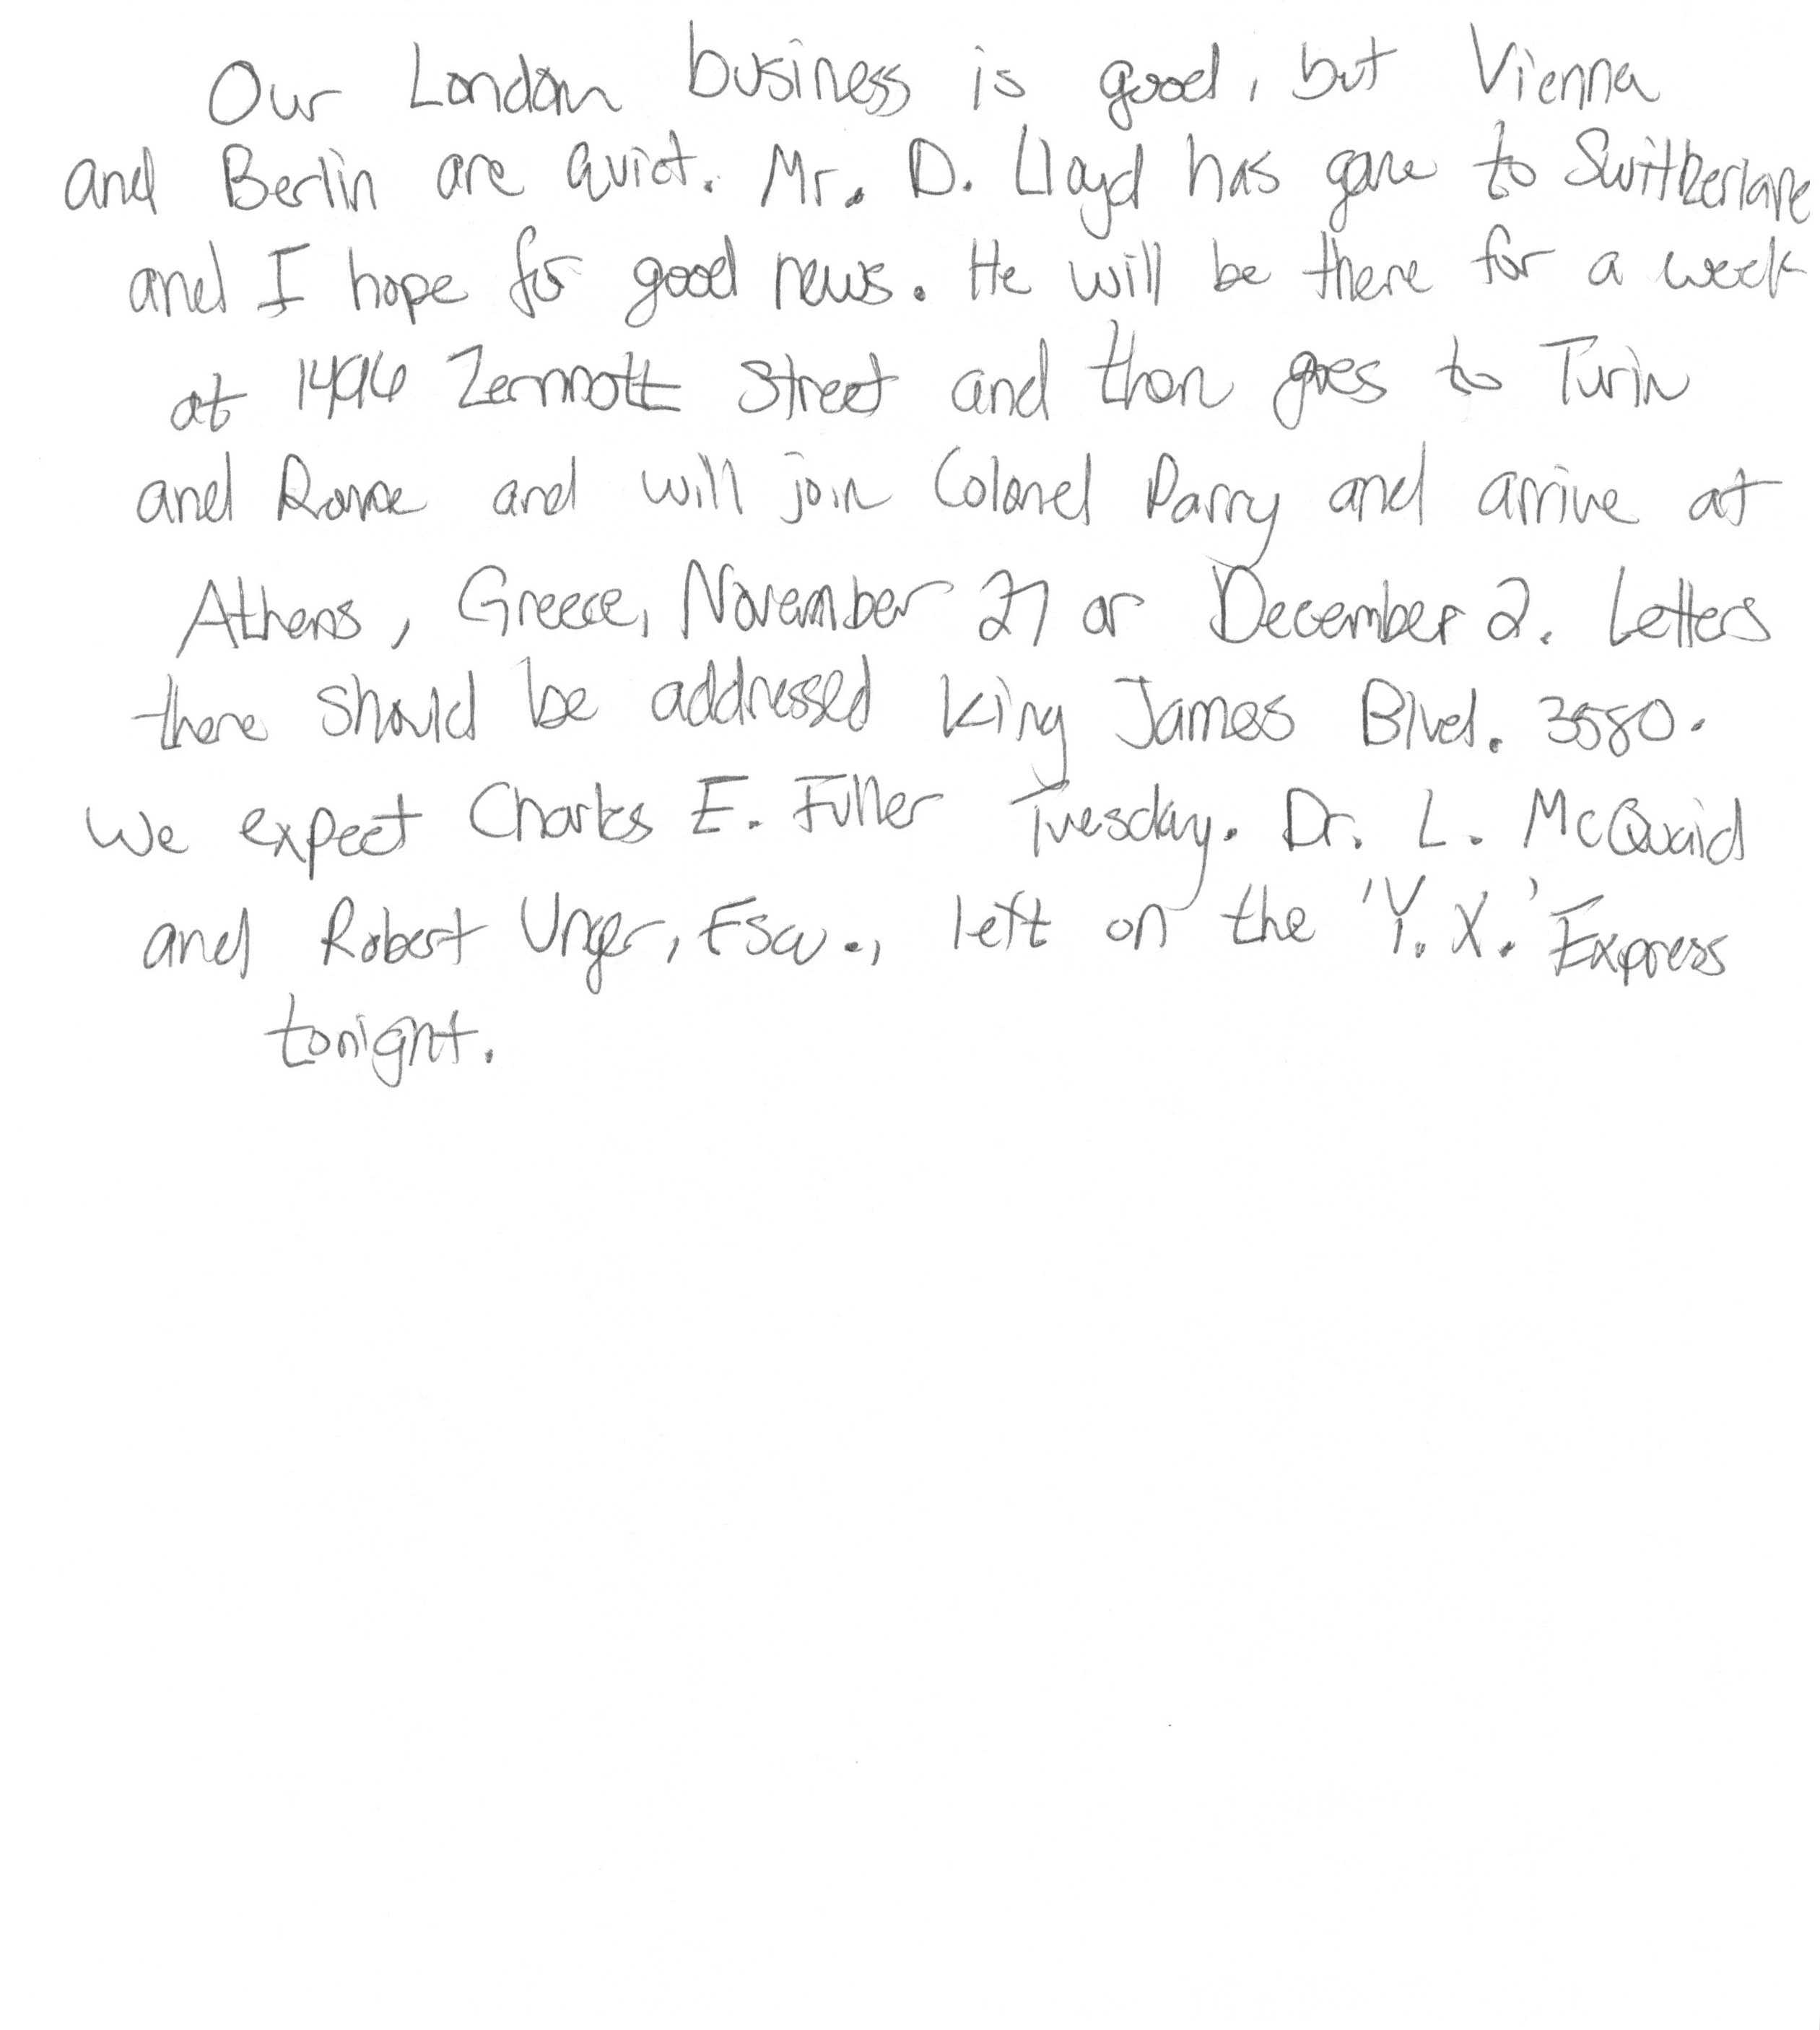 Our London business is good, but Vienna
and Berlin are quiet. Mr. D. Lloyd has gone to Switzerland
and I hope for good news. He will be there for a week
at 1496 Zermott Street and then goes to Turin
and Rome and will join Colonel Parry and arrive at
Athens, Greece, November 27 or December 2. Letters
there should be addressed King James Blvd. 3580.
We expect Charles E. Fuller Tuesday. Dr. L. McQuaid
and Robert Unger, Esq., left on the 'Y. X.' Express
tonight.